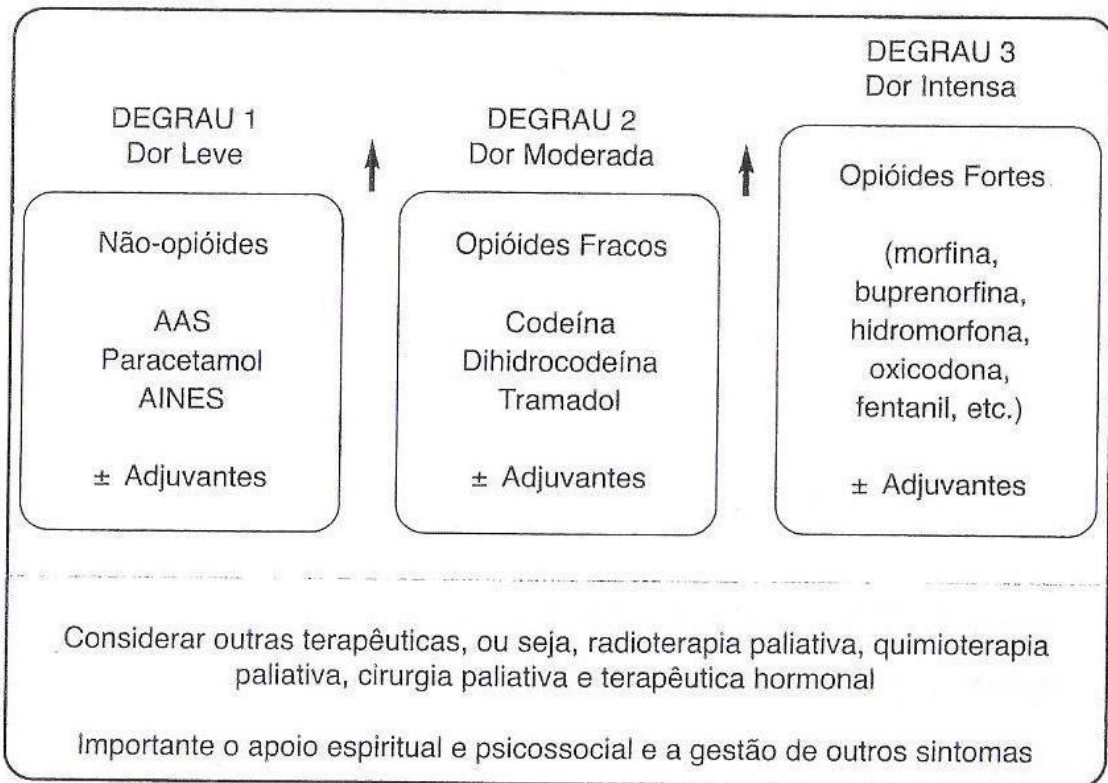 DEGRAU 1
Dor Leve
Não-opióides
AAS
Paracetamol
AINES
± Adjuvantes
DEGRAU 2
Dor Moderada
Opióides Fracos
Codeína
Dihidrocodeína
Tramadol
± Adjuvantes
DEGRAU 3
Dor Intensa
Opióides Fortes
(morfina,
buprenorfina,
hidromorfona,
oxicodona,
fentanil, etc.)
± Adjuvantes
Considerar outras terapêuticas, ou seja, radioterapia paliativa, quimioterapia
paliativa, cirurgia paliativa e terapêutica hormonal
Importante o apoio espiritual e psicossocial e a gestão de outros sintomas